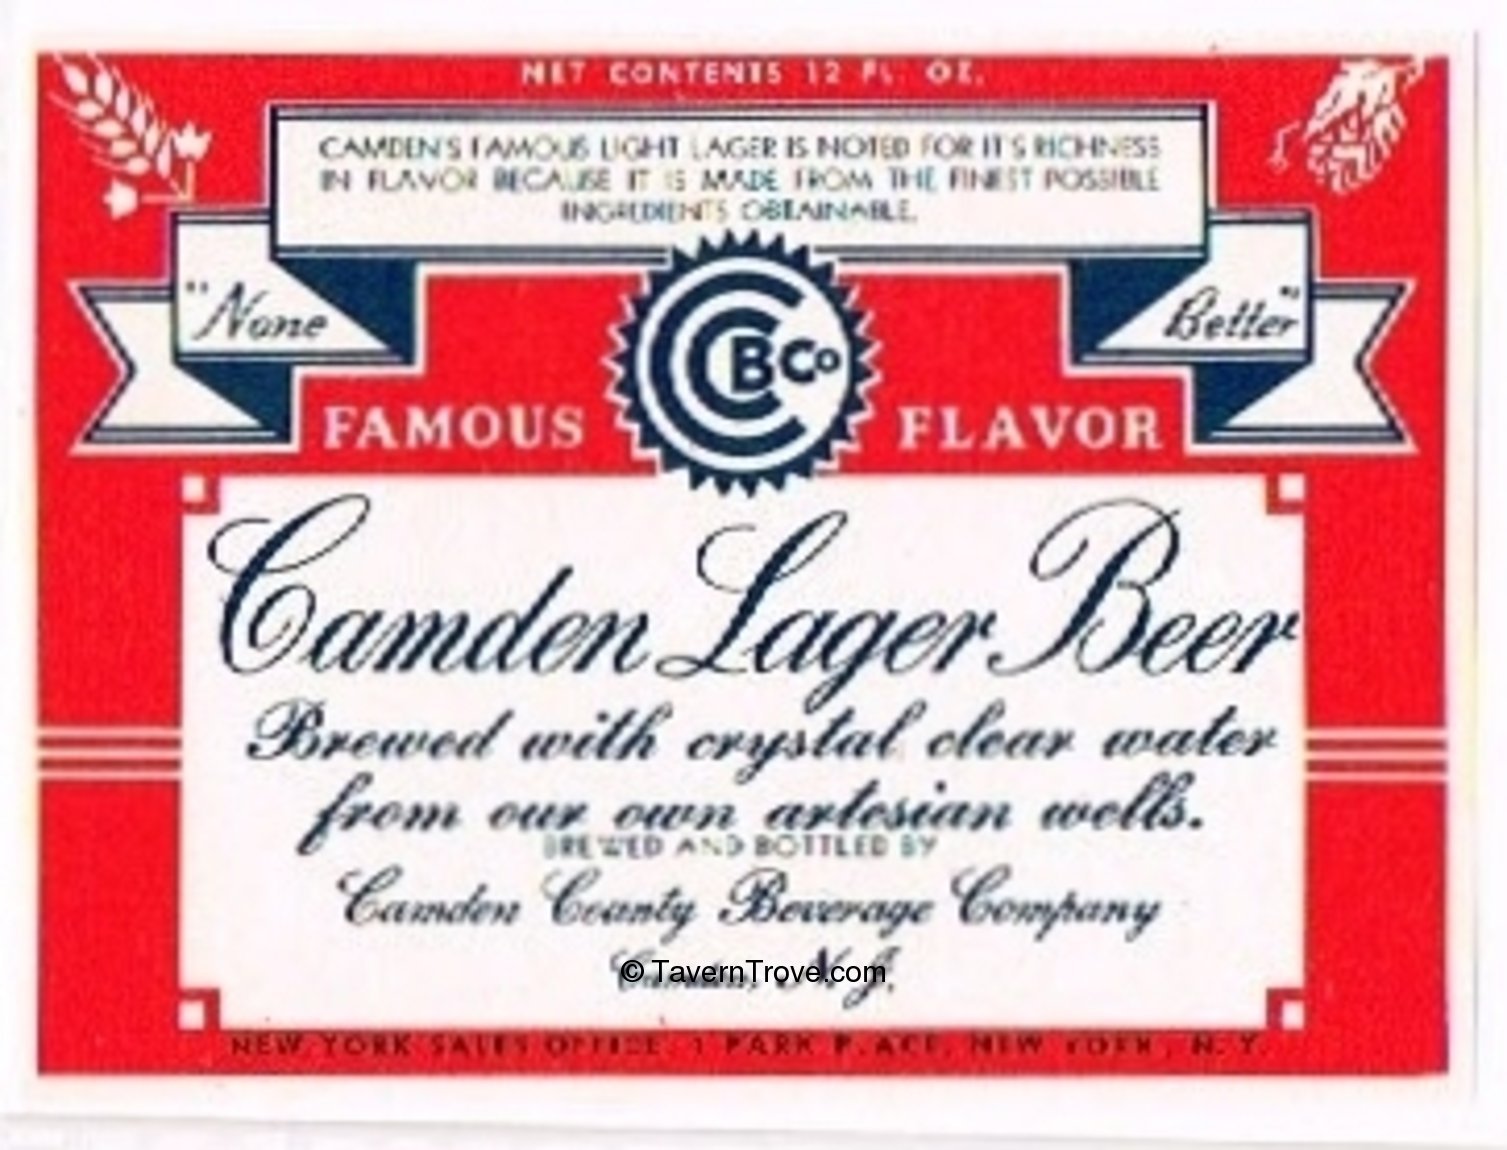 NET CONTENTS 12 FL. OZ.
CAMDEN'S FAMOUS LIGHT LAGER IS NOTED FOR IT'S RICHNESS
IN FLAVOR BECAUSE IT IS MADE FROM THE FINEST POSSIBLE
INGREDIENTS OBTAINABLE.
"None
Better"
CCCBCo
FAMOUS FLAVOR
Camden Lager Beer
Brewed with crystal clear water
from our own artesian wells.
BREWED AND BOTTLED BY
Camden County Beverage Company
Camden, N.J.
© TavernTrove.com
NEW YORK SALES OFFICE, 1 PARK PLACE, NEW YORK, N. Y.